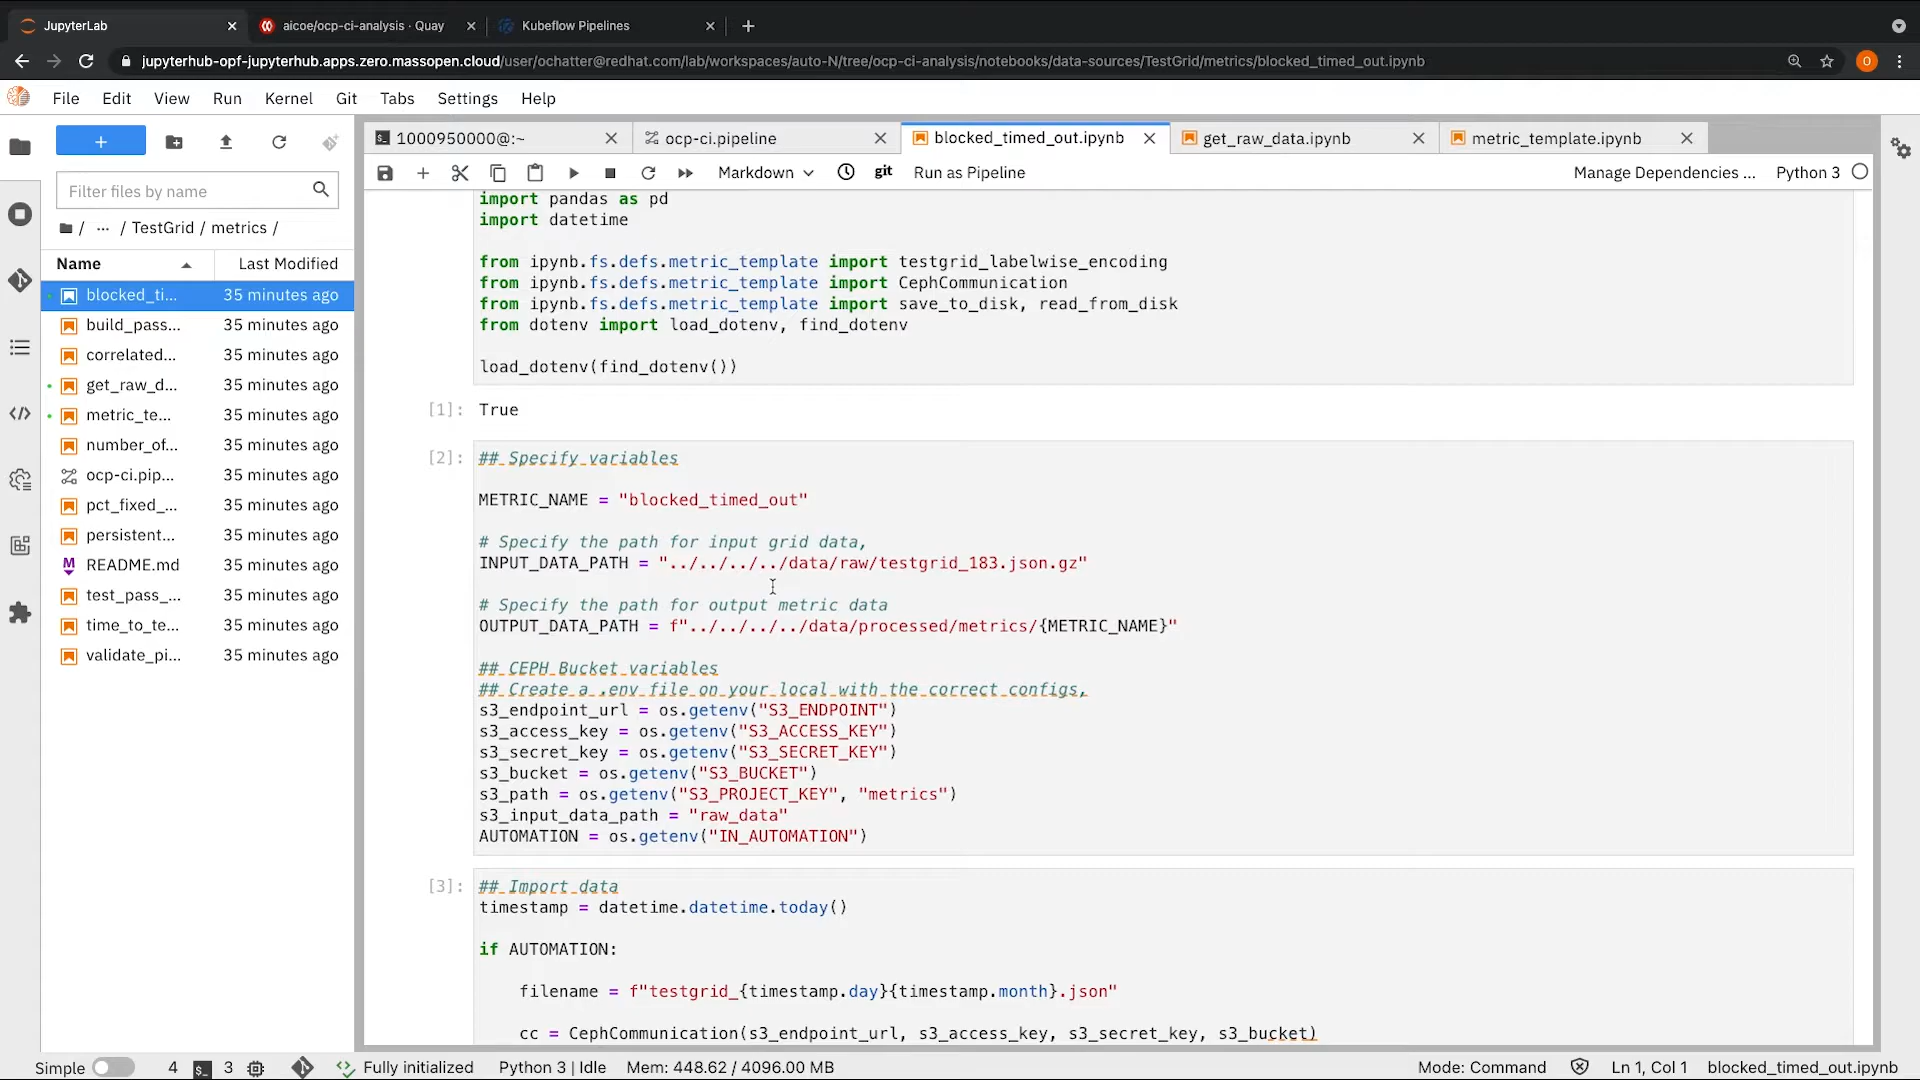 JupyterLab
aicoe/ocp-ci-analysis · Quay
Kubeflow Pipelines
jupyterhub-opf-jupyterhub.apps.zero.massopen.cloud/user/ochatter@redhat.com/lab/workspaces/auto-N/tree/ocp-ci-analysis/notebooks/data-sources/TestGrid/metrics/blocked_timed_out.ipynb
O
File Edit View Run Kernel Git Tabs Settings Help
1000950000@:~
ocp-ci.pipeline
blocked_timed_out.ipynb
get_raw_data.ipynb
metric_template.ipynb
Markdown
git
Run as Pipeline
Manage Dependencies ...
Python 3
Filter files by name
/ ··· / TestGrid / metrics /
Name Last Modified
blocked_ti... 35 minutes ago
build_pass... 35 minutes ago
correlated... 35 minutes ago
get_raw_d... 35 minutes ago
metric_te... 35 minutes ago
number_of... 35 minutes ago
ocp-ci.pip... 35 minutes ago
pct_fixed_... 35 minutes ago
persistent... 35 minutes ago
README.md 35 minutes ago
test_pass_... 35 minutes ago
time_to_te... 35 minutes ago
validate_pi... 35 minutes ago
import pandas as pd
import datetime
from ipynb.fs.defs.metric_template import testgrid_labelwise_encoding
from ipynb.fs.defs.metric_template import CephCommunication
from ipynb.fs.defs.metric_template import save_to_disk, read_from_disk
from dotenv import load_dotenv, find_dotenv
load_dotenv(find_dotenv())
[1]: True
[2]: ## Specify variables
METRIC_NAME = "blocked_timed_out"
# Specify the path for input grid data,
INPUT_DATA_PATH = "../../../../data/raw/testgrid_183.json.gz"
# Specify the path for output metric data
OUTPUT_DATA_PATH = f"../../../../data/processed/metrics/{METRIC_NAME}"
## CEPH Bucket variables
## Create a .env file on your local with the correct configs,
s3_endpoint_url = os.getenv("S3_ENDPOINT")
s3_access_key = os.getenv("S3_ACCESS_KEY")
s3_secret_key = os.getenv("S3_SECRET_KEY")
s3_bucket = os.getenv("S3_BUCKET")
s3_path = os.getenv("S3_PROJECT_KEY", "metrics")
s3_input_data_path = "raw_data"
AUTOMATION = os.getenv("IN_AUTOMATION")
[3]: ## Import data
timestamp = datetime.datetime.today()
if AUTOMATION:
filename = f"testgrid_{timestamp.day}{timestamp.month}.json"
cc = CephCommunication(s3_endpoint_url, s3_access_key, s3_secret_key, s3_bucket)
Simple 4 3 Fully initialized Python 3 | Idle Mem: 448.62 / 4096.00 MB Mode: Command Ln 1, Col 1 blocked_timed_out.ipynb